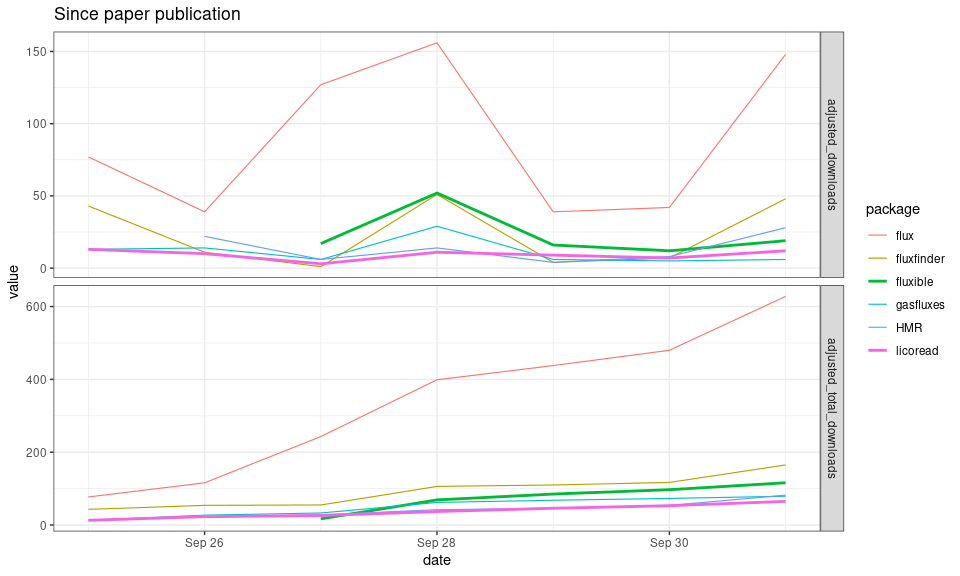 Since paper publication
value
150
100
50
0
adjusted_downloads
600
400
200
0
adjusted_total_downloads
Sep 26
Sep 28
Sep 30
date
package
flux
fluxfinder
fluxible
gasfluxes
HMR
licoread